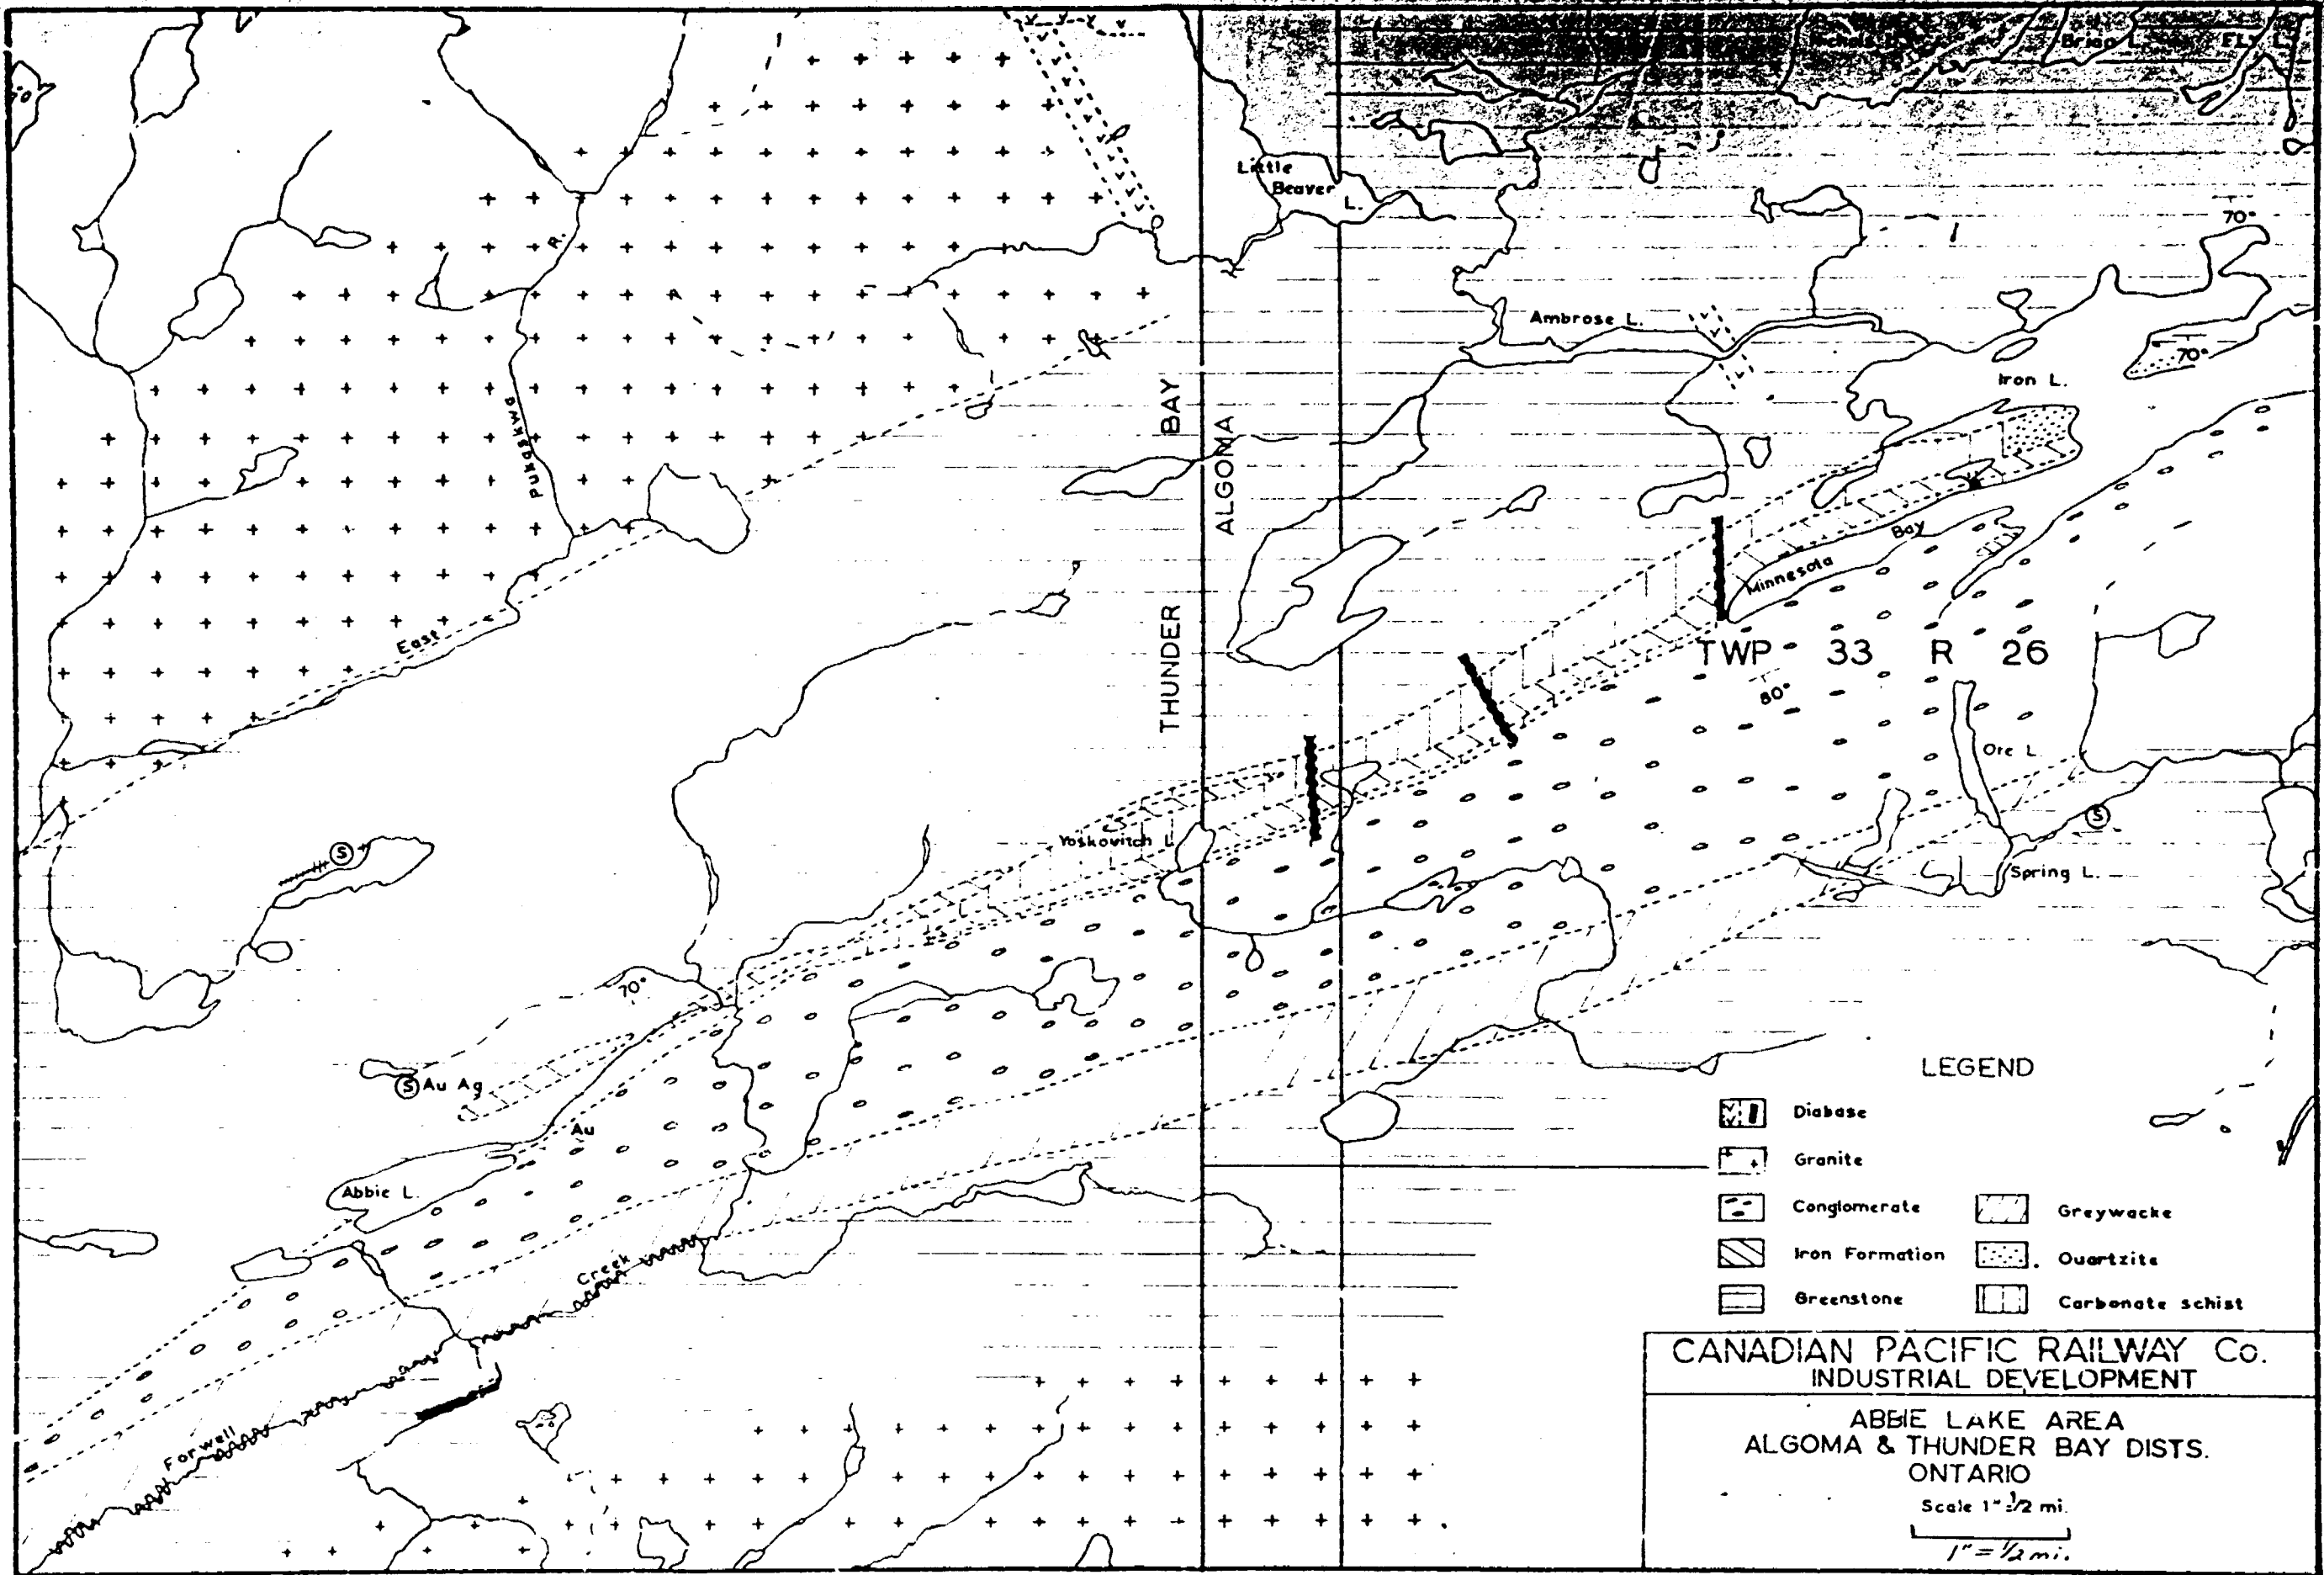 Brian L.
ELY L.
Little
Beaver
L.
70°
Ambrose L.
70°
Iron L.
R.
Pukaskwa
BAY
ALGOMA
Minnesota Bay
THUNDER
East
TWP 33 R 26
80°
Orc L.
Yoskovitch L
S
S
Spring L.
70°
S Au Ag
Au
Abbie L.
Creek
Forwell
LEGEND
Diabase
Granite
Conglomerate
Greywacke
Iron Formation
Quartzite
Greenstone
Carbonate schist
CANADIAN PACIFIC RAILWAY Co.
INDUSTRIAL DEVELOPMENT
ABBIE LAKE AREA
ALGOMA & THUNDER BAY DISTS.
ONTARIO
Scale 1" = 1/2 mi.
1" = 1/2 mi.